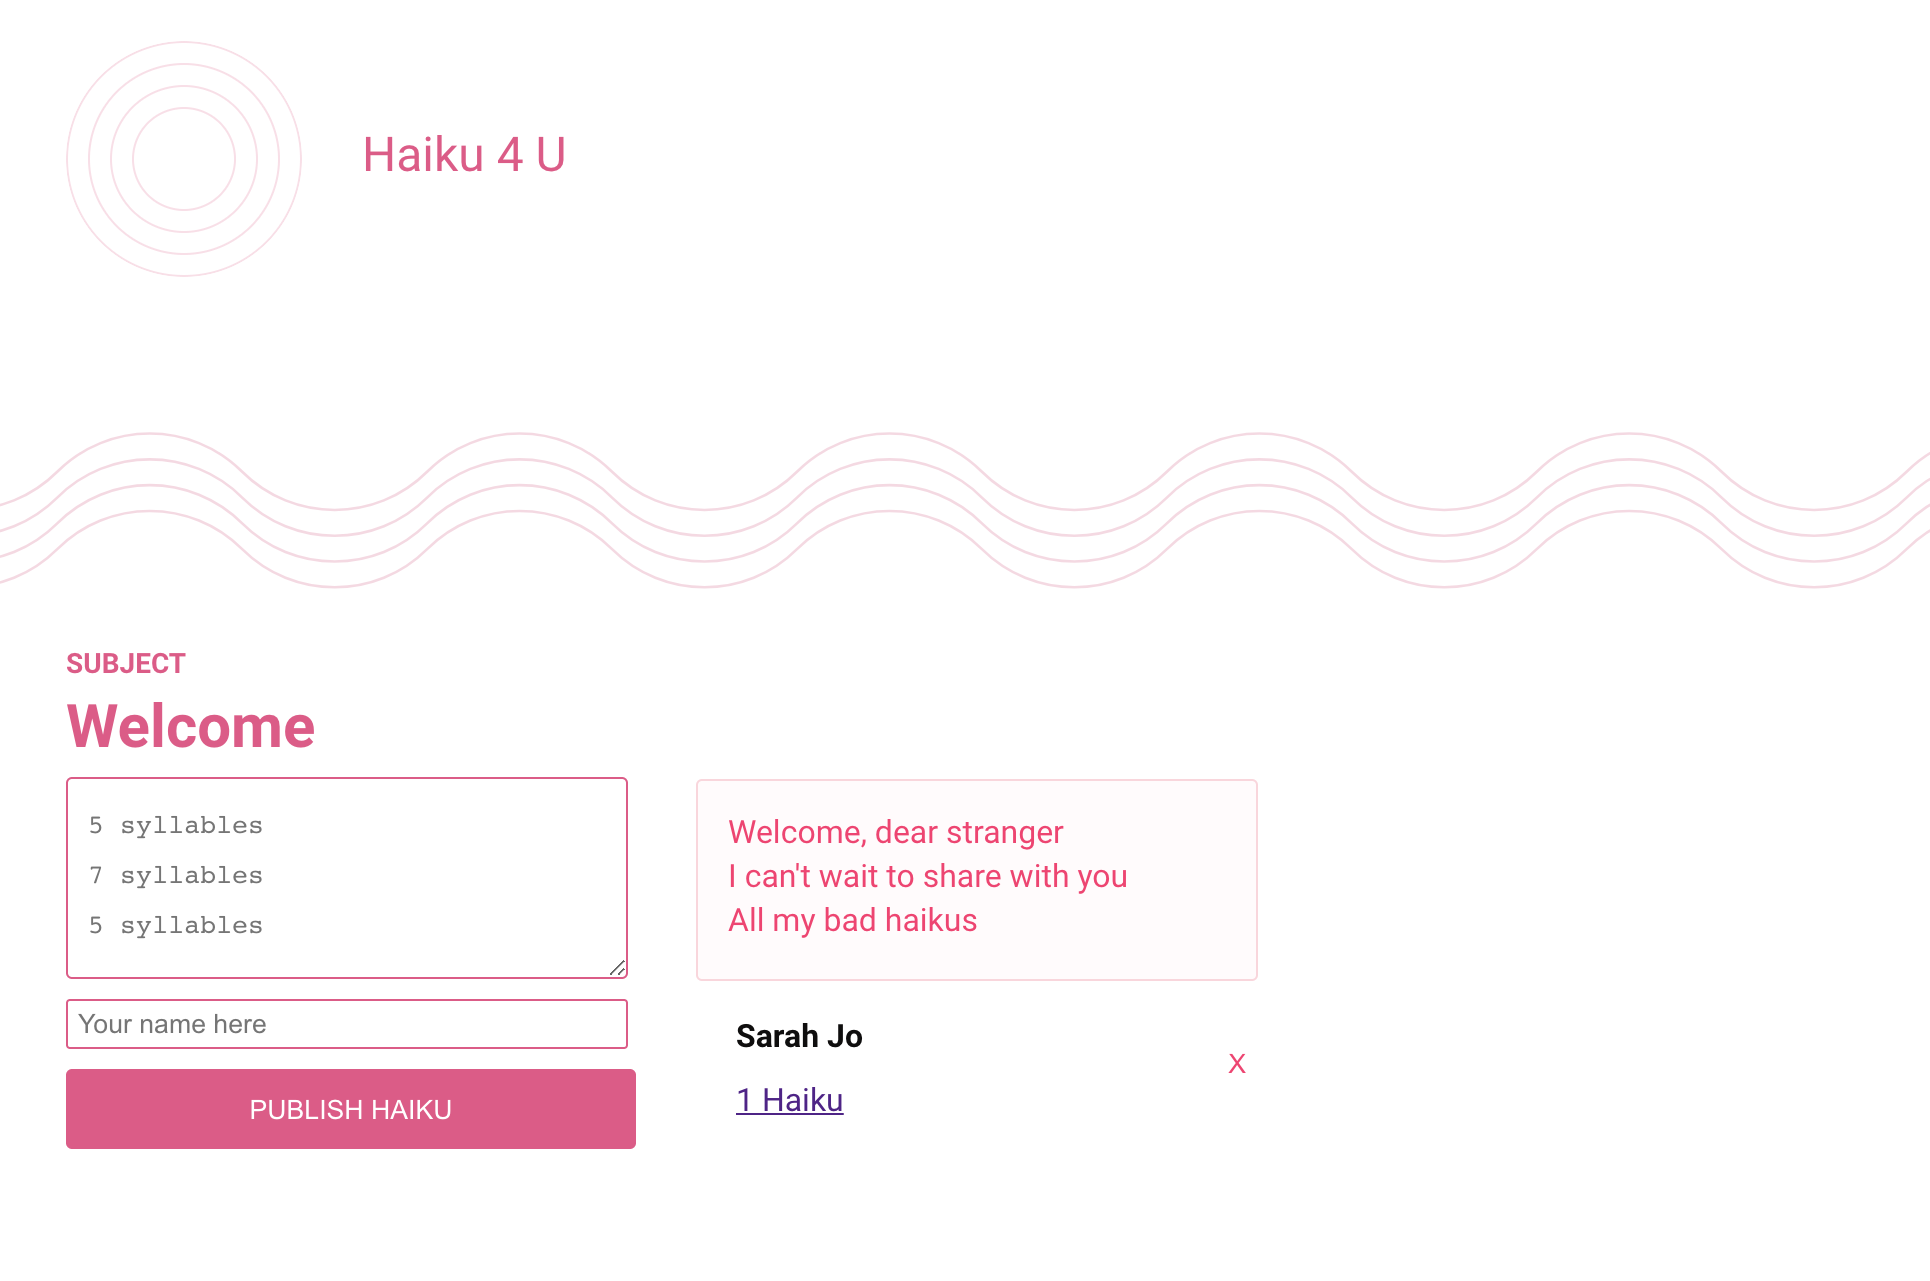 Haiku 4 U
SUBJECT
Welcome
5 syllables
7 syllables
5 syllables
Your name here
PUBLISH HAIKU
Welcome, dear stranger
I can't wait to share with you
All my bad haikus
Sarah Jo
X
1 Haiku